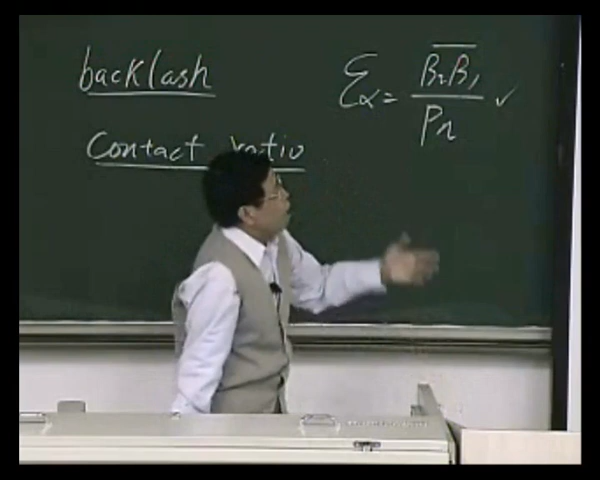 backlash
Contact ratio
εα = B₂B₁ / Pn ✓